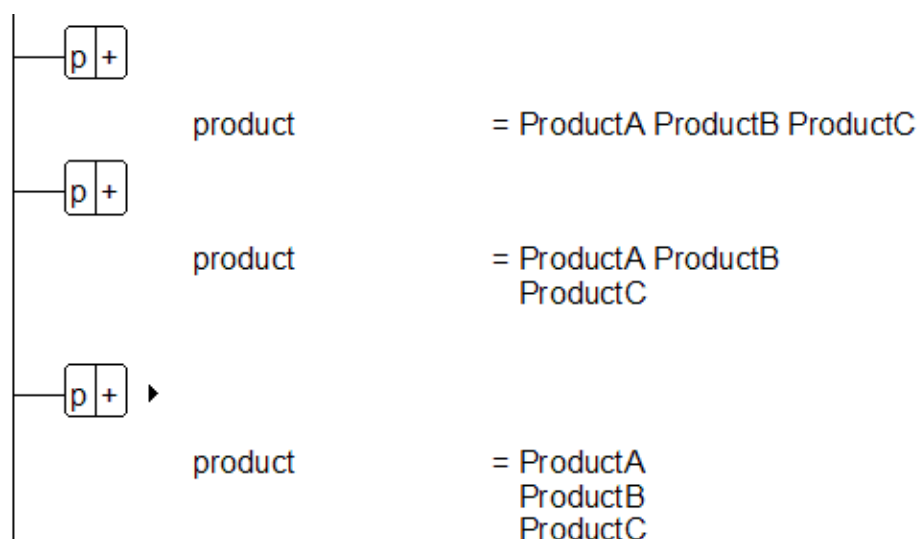 p +
product = ProductA ProductB ProductC
p +
product = ProductA ProductB
ProductC
p +
product = ProductA
ProductB
ProductC